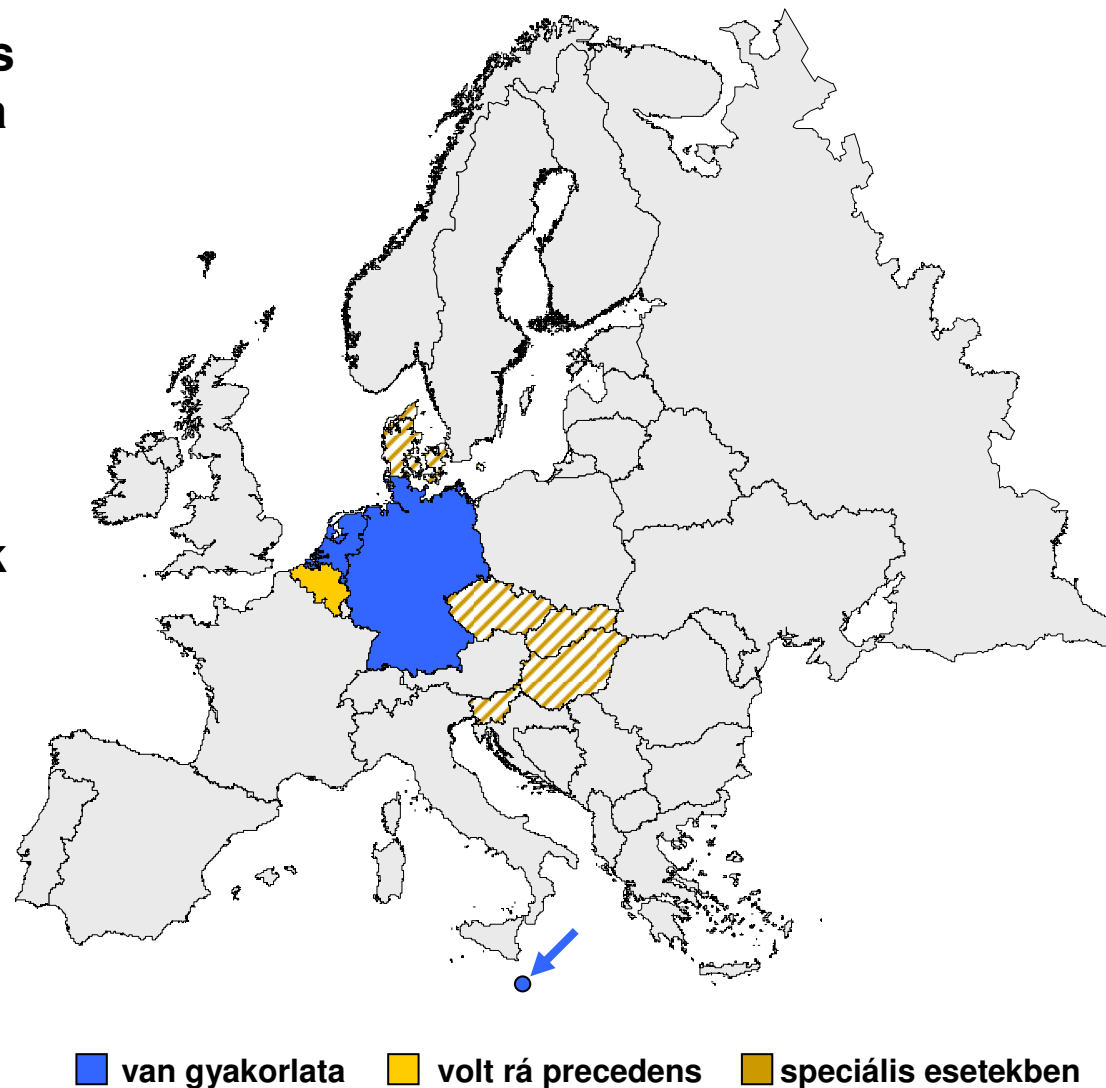 s
a
k
van gyakorlata volt rá precedens speciális esetekben